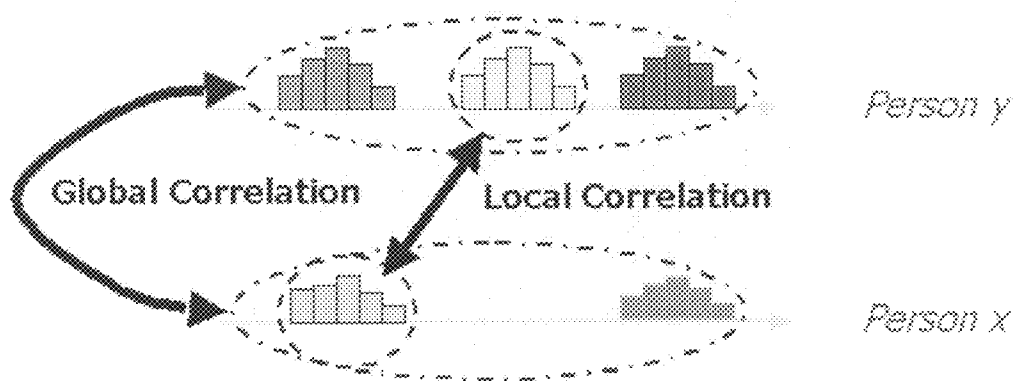 Person y
Global Correlation
Local Correlation
Person x